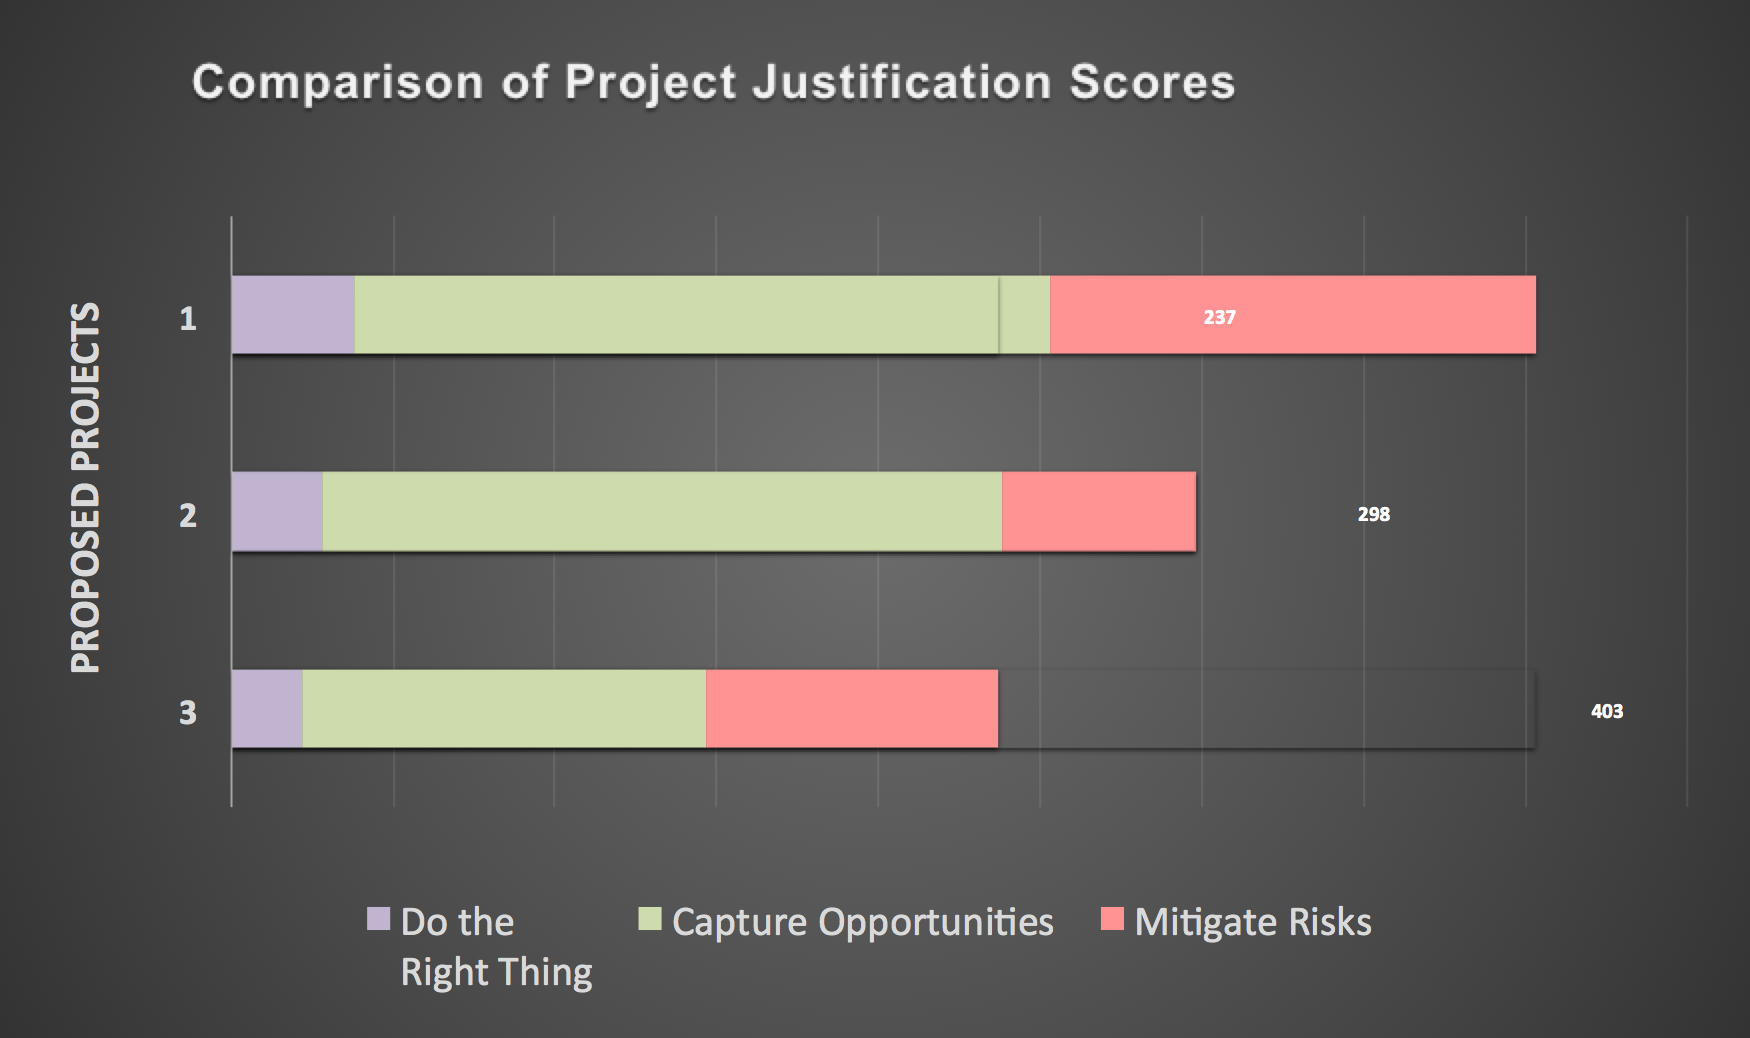 Comparison of Project Justification Scores
PROPOSED PROJECTS
1
237
2
298
3
403
Do the
Right Thing
Capture Opportunities
Mitigate Risks